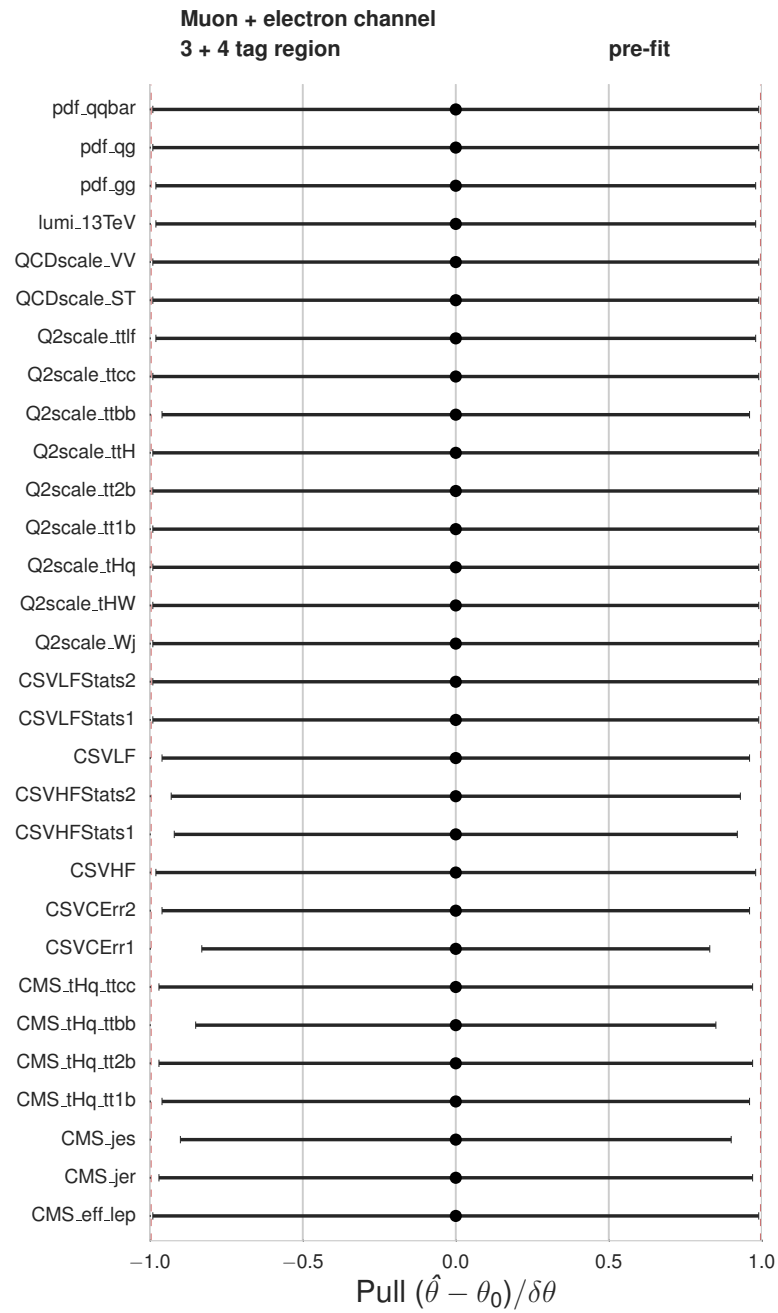 Muon + electron channel
3 + 4 tag region pre-fit
pdf_qqbar
pdf_qg
pdf_gg
lumi_13TeV
QCDscale_VV
QCDscale_ST
Q2scale_ttlf
Q2scale_ttcc
Q2scale_ttbb
Q2scale_ttH
Q2scale_tt2b
Q2scale_tt1b
Q2scale_tHq
Q2scale_tHW
Q2scale_Wj
CSVLFStats2
CSVLFStats1
CSVLF
CSVHFStats2
CSVHFStats1
CSVHF
CSVCErr2
CSVCErr1
CMS_tHq_ttcc
CMS_tHq_ttbb
CMS_tHq_tt2b
CMS_tHq_tt1b
CMS_jes
CMS_jer
CMS_eff_lep
−1.0 −0.5 0.0 0.5 1.0
Pull (θ̂ − θ₀)/δθ